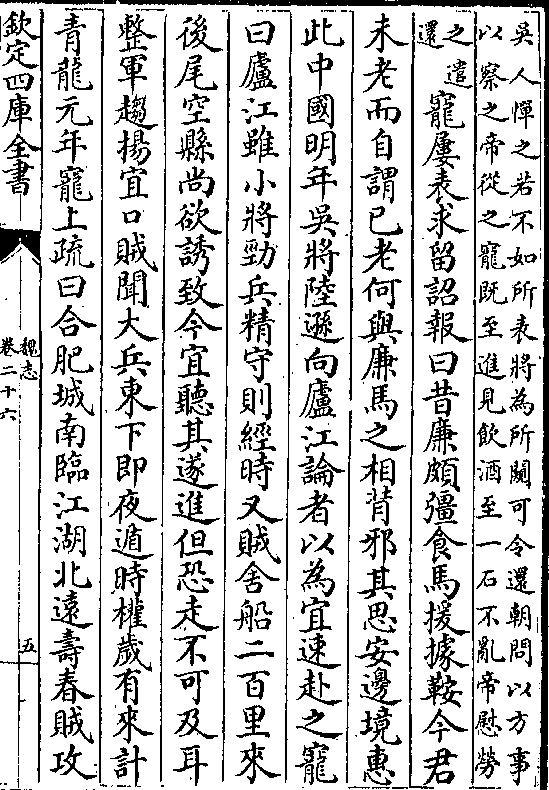 吳人憚之若不如所表將為所闚可令還朝問以方事
以察之帝從之寵既至進見飲酒至一石不亂帝慰勞
之遣
還
寵屢表求留詔報曰昔廉頗彊食馬援據鞍今君
未老而自謂已老何與廉馬之相背邪其思安邊境惠
此中國明年吳將陸遜向廬江論者以為宜速赴之寵
曰廬江雖小將勁兵精守則經時又賊舍船二百里來
後尾空縣尚欲誘致今宜聽其遂進但恐走不可及耳
整軍趨揚宜口賊聞大兵東下即夜遁時權歲有來計
青龍元年寵上疏曰合肥城南臨江湖北遠壽春賊攻
欽定四庫全書
魏志
卷二十六
五